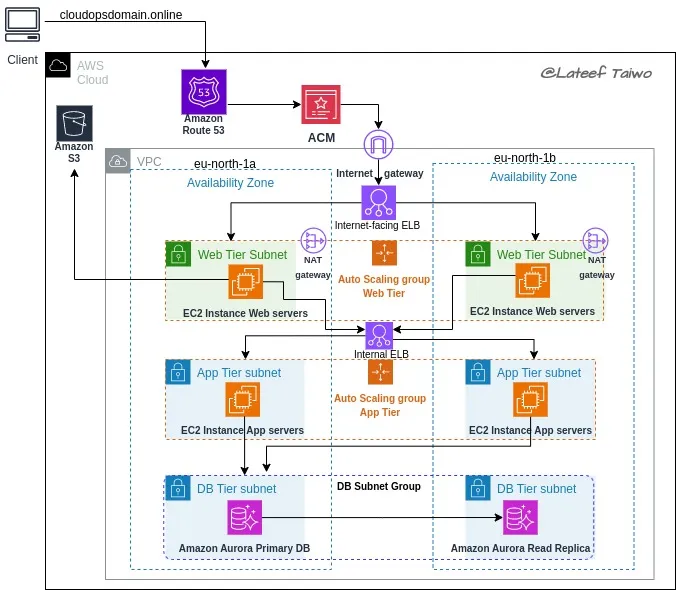 cloudopsdomain.online
Client
AWS
Cloud
@Lateef Taiwo
53
Amazon
Route 53
ACM
Amazon
S3
VPC
eu-north-1a
Availability Zone
eu-north-1b
Availability Zone
Internet gateway
Internet-facing ELB
Web Tier Subnet
NAT
gateway
EC2 Instance Web servers
Auto Scaling group
Web Tier
Web Tier Subnet
NAT
gateway
EC2 Instance Web servers
Internal ELB
App Tier subnet
EC2 Instance App servers
Auto Scaling group
App Tier
App Tier subnet
EC2 Instance App servers
DB Tier subnet
DB Subnet Group
DB Tier subnet
Amazon Aurora Primary DB
Amazon Aurora Read Replica